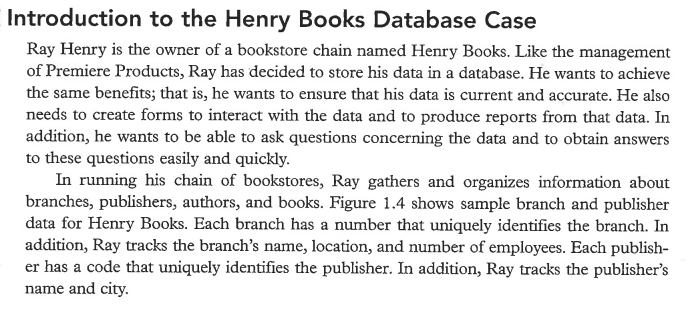 Introduction to the Henry Books Database Case
Ray Henry is the owner of a bookstore chain named Henry Books. Like the management
of Premiere Products, Ray has decided to store his data in a database. He wants to achieve
the same benefits; that is, he wants to ensure that his data is current and accurate. He also
needs to create forms to interact with the data and to produce reports from that data. In
addition, he wants to be able to ask questions concerning the data and to obtain answers
to these questions easily and quickly.
In running his chain of bookstores, Ray gathers and organizes information about
branches, publishers, authors, and books. Figure 1.4 shows sample branch and publisher
data for Henry Books. Each branch has a number that uniquely identifies the branch. In
addition, Ray tracks the branch's name, location, and number of employees. Each publish-
er has a code that uniquely identifies the publisher. In addition, Ray tracks the publisher's
name and city.